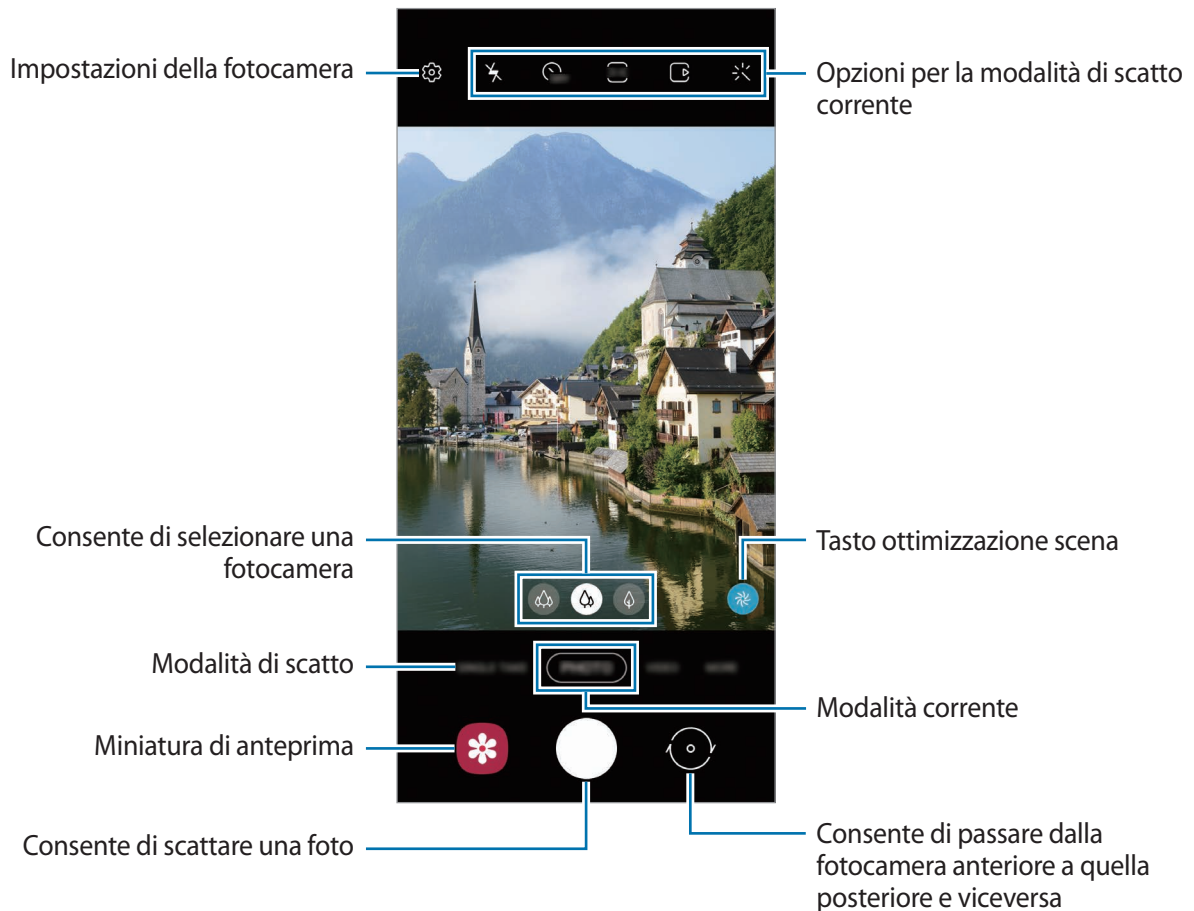 Impostazioni della fotocamera
Opzioni per la modalità di scatto
corrente
Consente di selezionare una
fotocamera
Tasto ottimizzazione scena
Modalità di scatto
PHOTO
VIDEO
MORE
Modalità corrente
Miniatura di anteprima
Consente di scattare una foto
Consente di passare dalla
fotocamera anteriore a quella
posteriore e viceversa